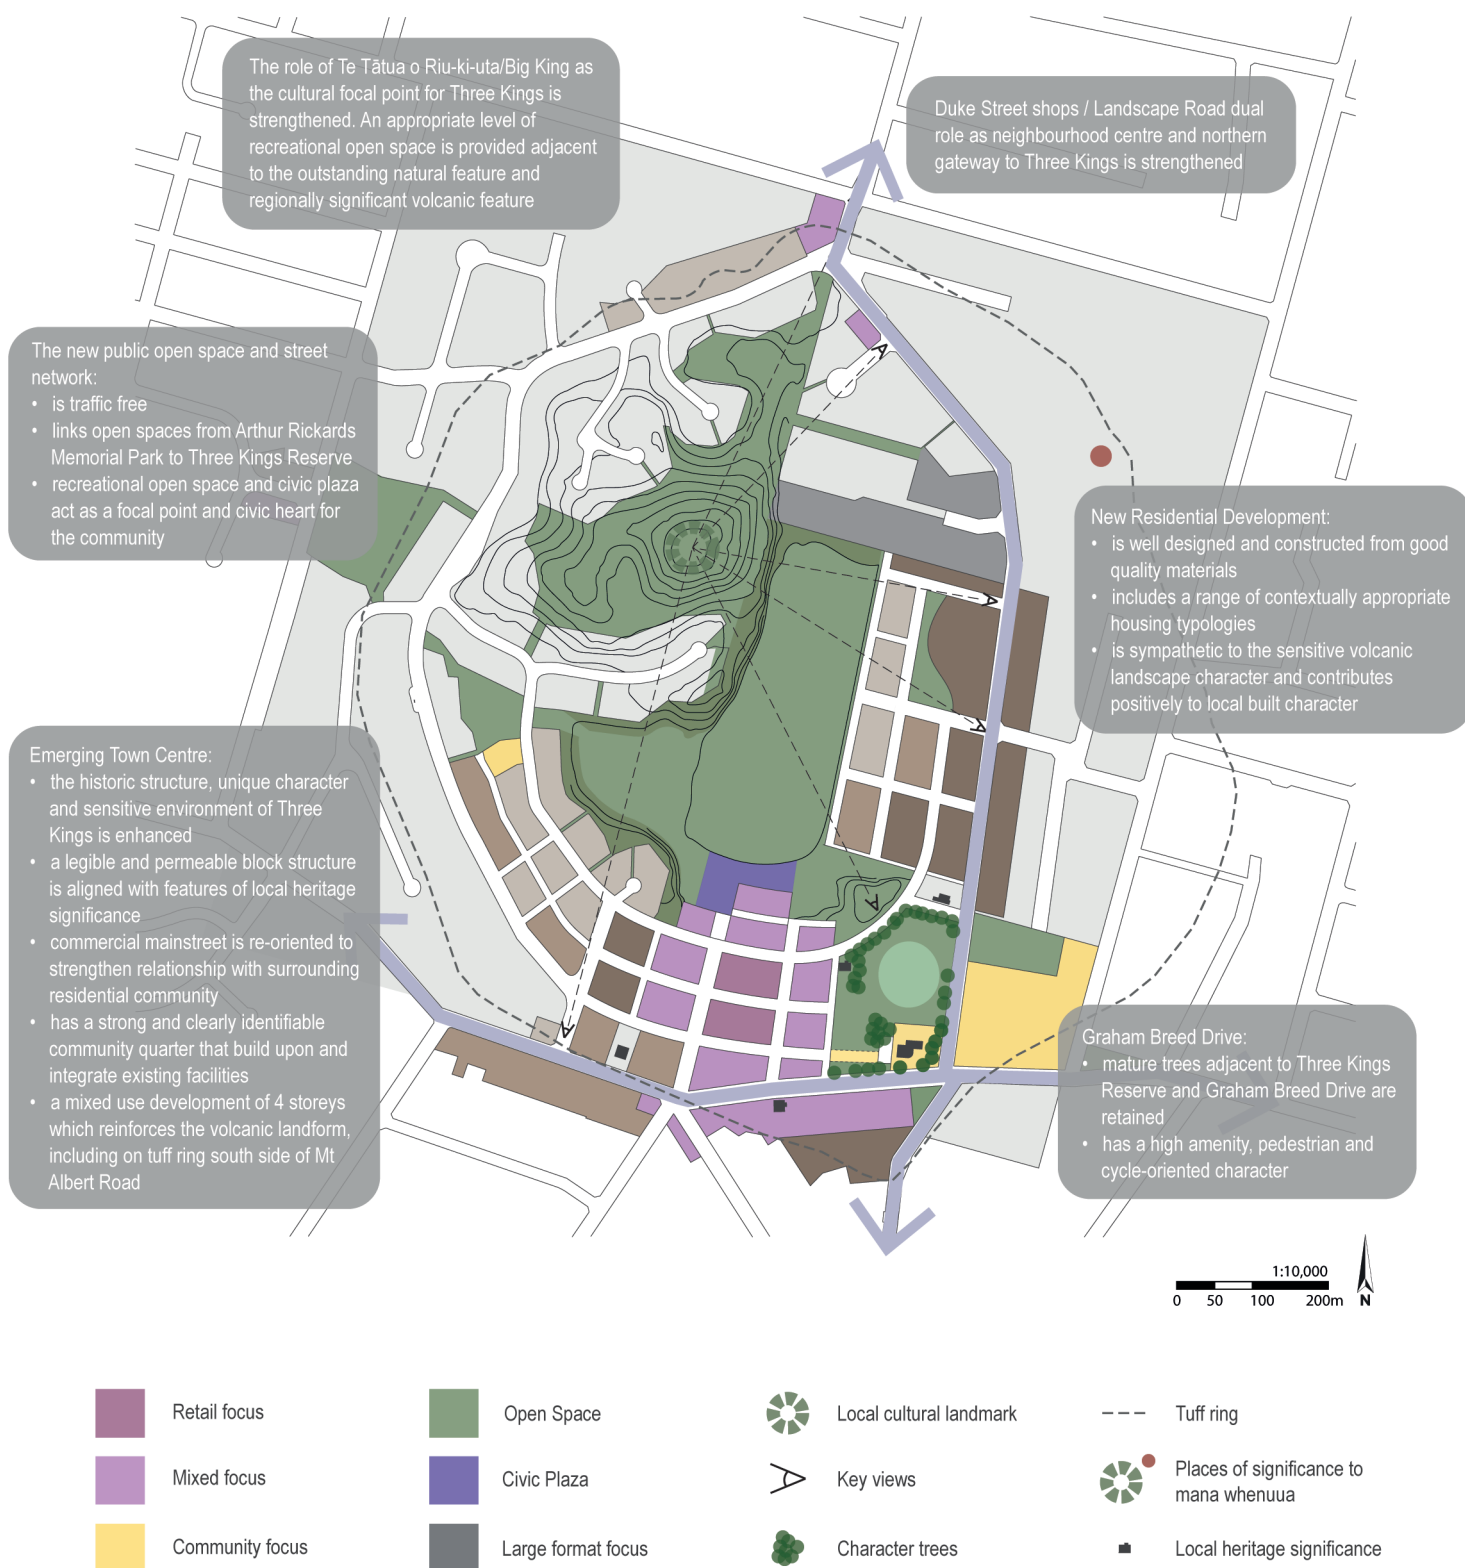 The role of Te Tātua o Riu-ki-uta/Big King as
the cultural focal point for Three Kings is
strengthened. An appropriate level of
recreational open space is provided adjacent
to the outstanding natural feature and
regionally significant volcanic feature
Duke Street shops / Landscape Road dual
role as neighbourhood centre and northern
gateway to Three Kings is strengthened
The new public open space and street
network:
• is traffic free
• links open spaces from Arthur Rickards
Memorial Park to Three Kings Reserve
• recreational open space and civic plaza
act as a focal point and civic heart for
the community
New Residential Development:
• is well designed and constructed from good
quality materials
• includes a range of contextually appropriate
housing typologies
• is sympathetic to the sensitive volcanic
landscape character and contributes
positively to local built character
Emerging Town Centre:
• the historic structure, unique character
and sensitive environment of Three
Kings is enhanced
• a legible and permeable block structure
is aligned with features of local heritage
significance
• commercial mainstreet is re-oriented to
strengthen relationship with surrounding
residential community
• has a strong and clearly identifiable
community quarter that build upon and
integrate existing facilities
• a mixed use development of 4 storeys
which reinforces the volcanic landform,
including on tuff ring south side of Mt
Albert Road
Graham Breed Drive:
• mature trees adjacent to Three Kings
Reserve and Graham Breed Drive are
retained
• has a high amenity, pedestrian and
cycle-oriented character
1:10,000
0 50 100 200m N
Retail focus
Open Space
Local cultural landmark
Tuff ring
Mixed focus
Civic Plaza
Key views
Places of significance to
mana whenuua
Community focus
Large format focus
Character trees
Local heritage significance